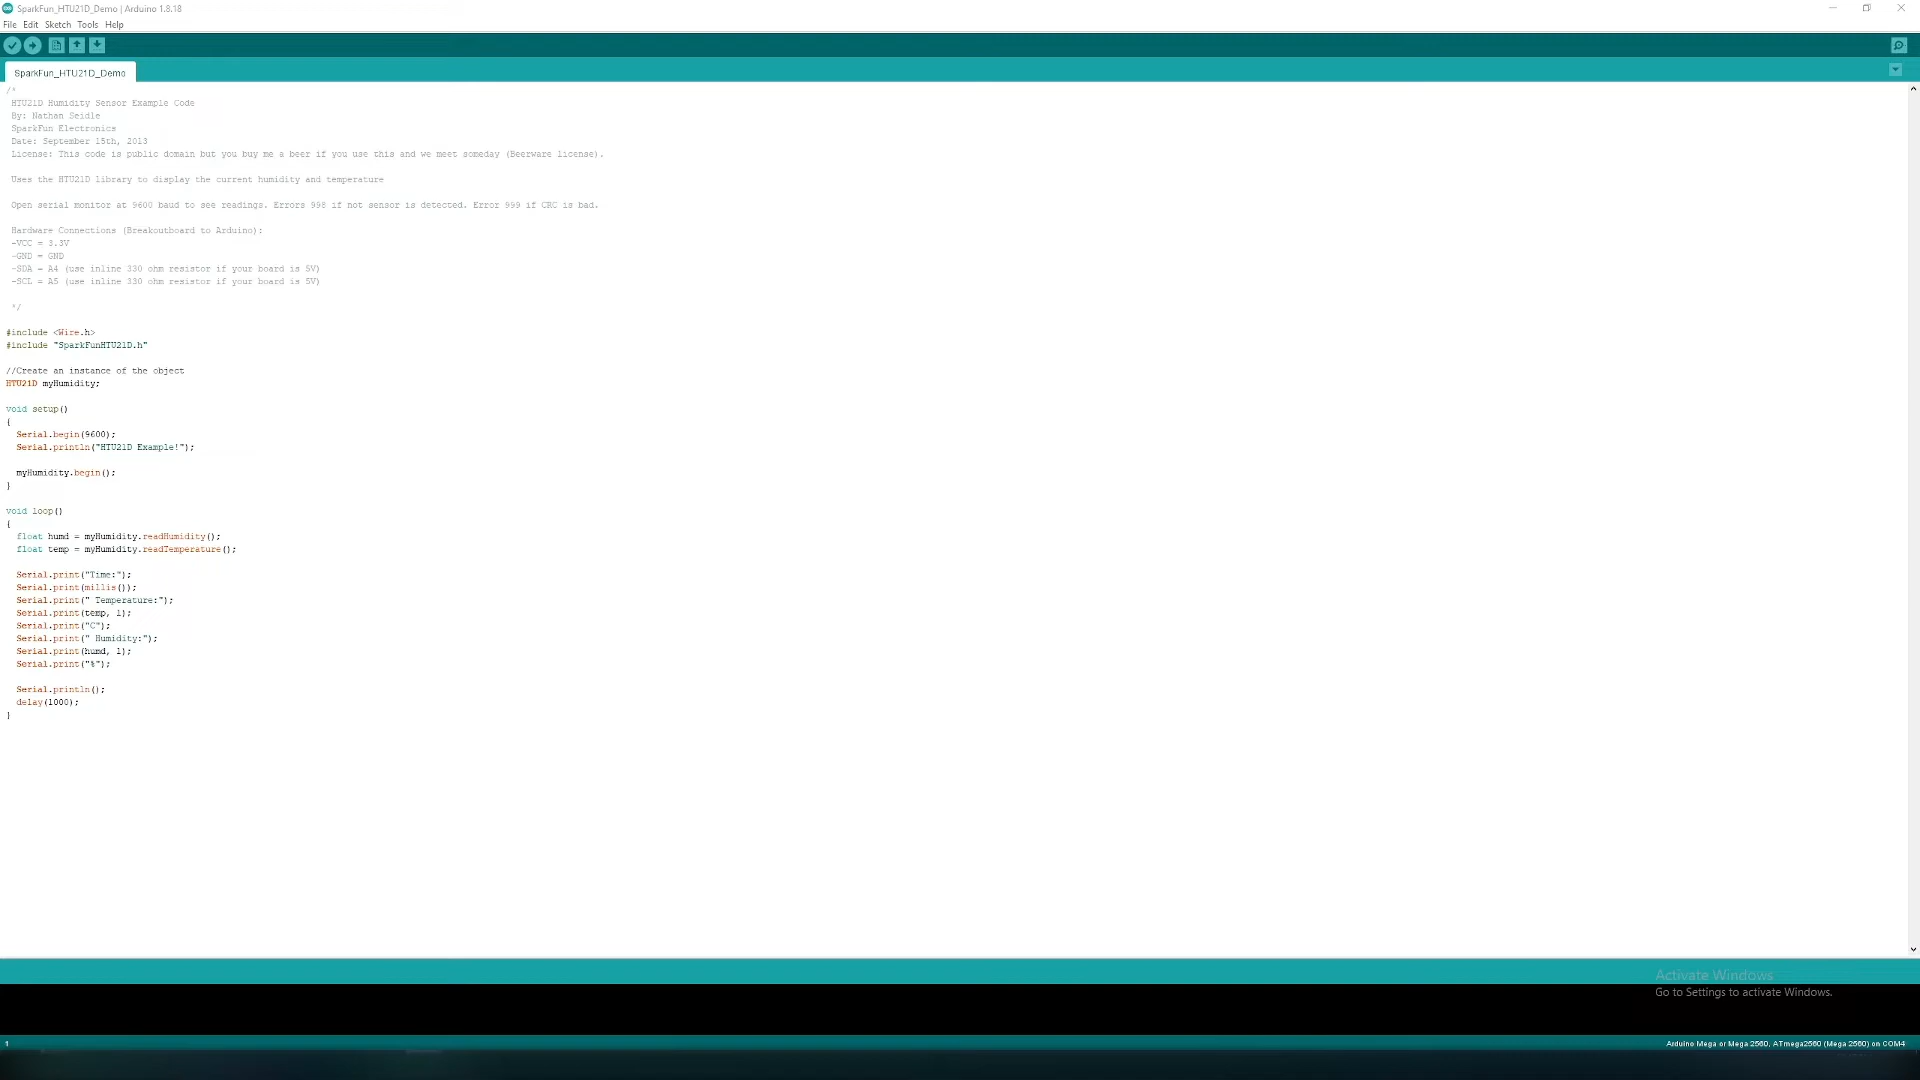 SparkFun_HTU21D_Demo | Arduino 1.8.18
File Edit Sketch Tools Help
SparkFun_HTU21D_Demo
/*
HTU21D Humidity Sensor Example Code
By: Nathan Seidle
SparkFun Electronics
Date: September 15th, 2013
License: This code is public domain but you buy me a beer if you use this and we meet someday (Beerware license).
Uses the HTU21D library to display the current humidity and temperature
Open serial monitor at 9600 baud to see readings. Errors 998 if not sensor is detected. Error 999 if CRC is bad.
Hardware Connections (Breakoutboard to Arduino):
-VCC = 3.3V
-GND = GND
-SDA = A4 (use inline 330 ohm resistor if your board is 5V)
-SCL = A5 (use inline 330 ohm resistor if your board is 5V)
*/
#include <Wire.h>
#include "SparkFunHTU21D.h"
//Create an instance of the object
HTU21D myHumidity;
void setup()
{
Serial.begin(9600);
Serial.println("HTU21D Example!");
myHumidity.begin();
}
void loop()
{
float humd = myHumidity.readHumidity();
float temp = myHumidity.readTemperature();
Serial.print("Time:");
Serial.print(millis());
Serial.print(" Temperature:");
Serial.print(temp, 1);
Serial.print("C");
Serial.print(" Humidity:");
Serial.print(humd, 1);
Serial.print("%");
Serial.println();
delay(1000);
}
Activate Windows
Go to Settings to activate Windows.
1
Arduino Mega or Mega 2560, ATmega2560 (Mega 2560) on COM4